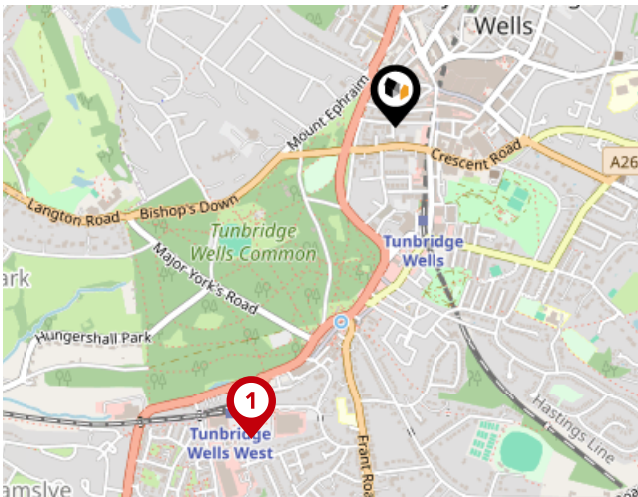 Wells
Mount Ephraim
Crescent Road
A26
Langton Road
Bishop's Down
Tunbridge
Wells Common
Tunbridge
Wells
Major York's Road
ark
Hungershall Park
1
Tunbridge
Wells West
Frant Roa
Hastings Line
amslye